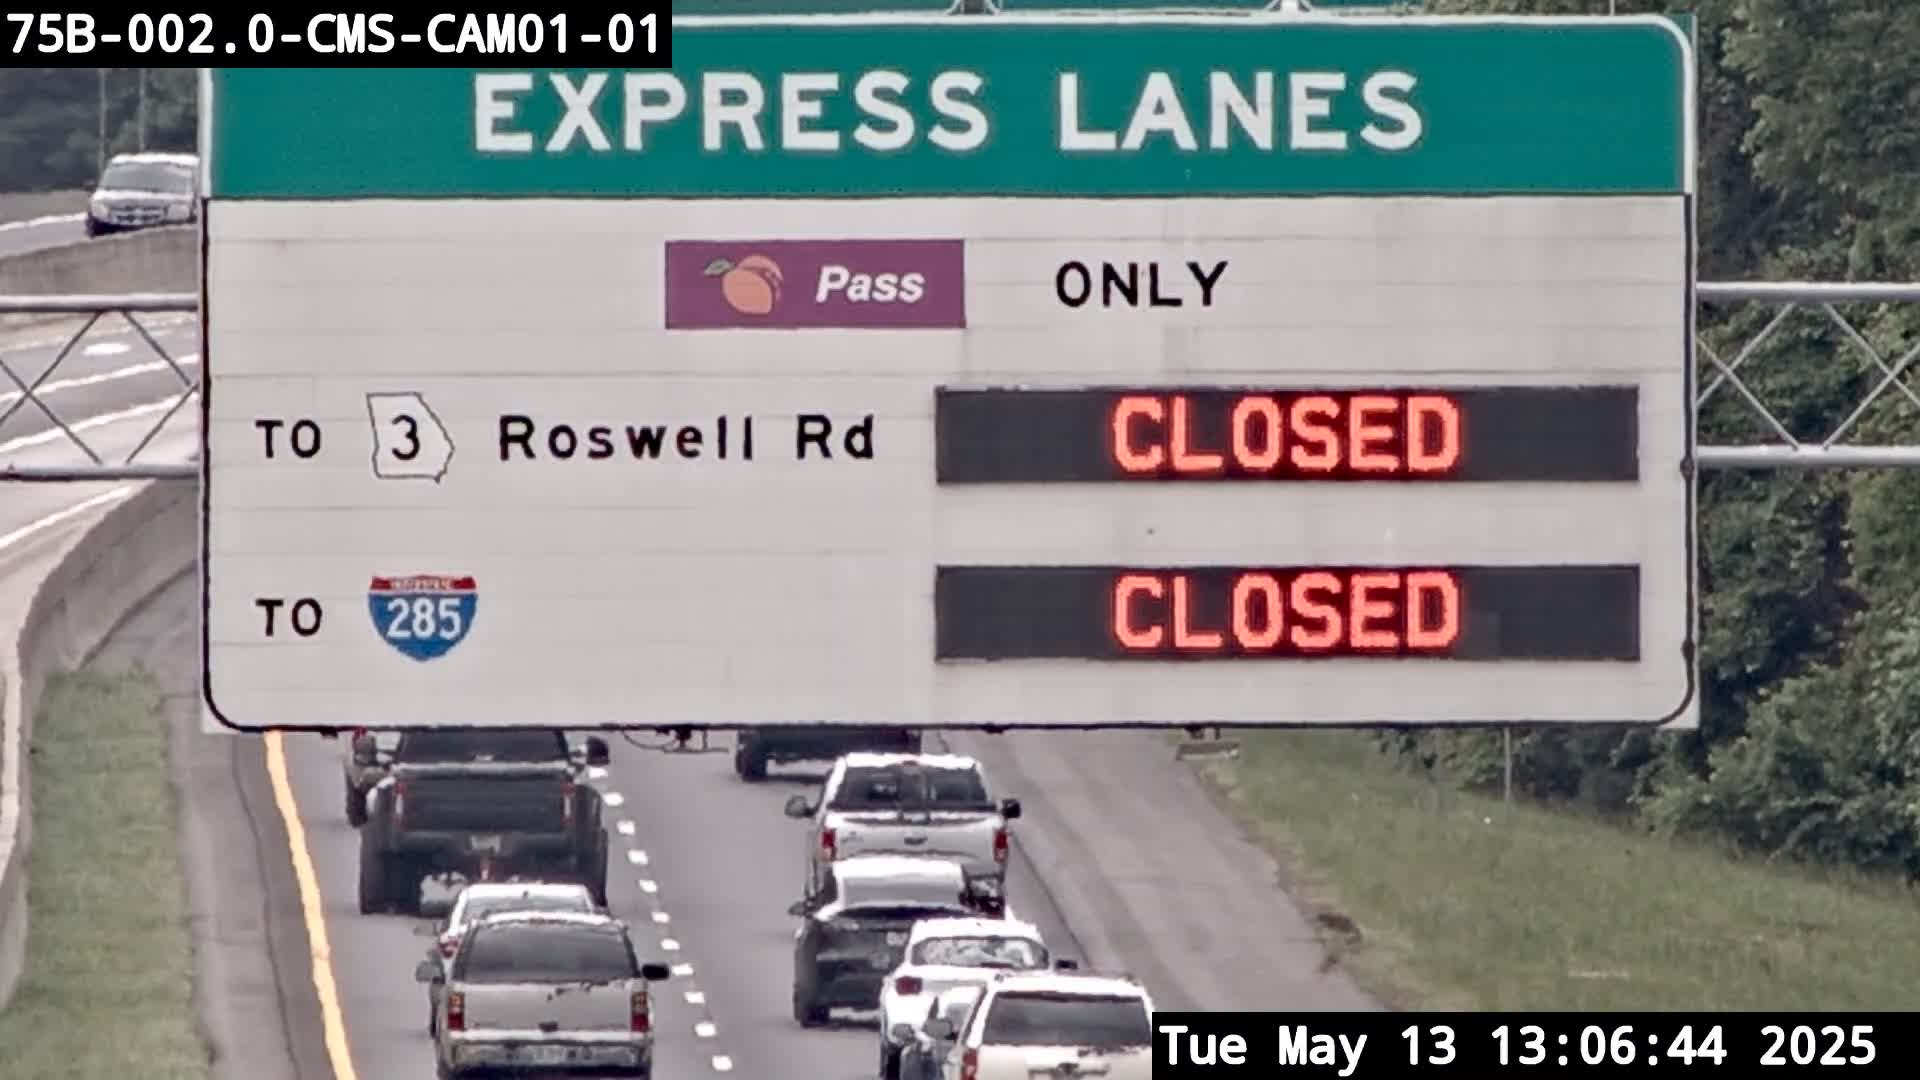 75B-002.0-CMS-CAM01-01
EXPRESS LANES
Pass ONLY
TO 3 Roswell Rd CLOSED
INTERSTATE
TO 285 CLOSED
Tue May 13 13:06:44 2025